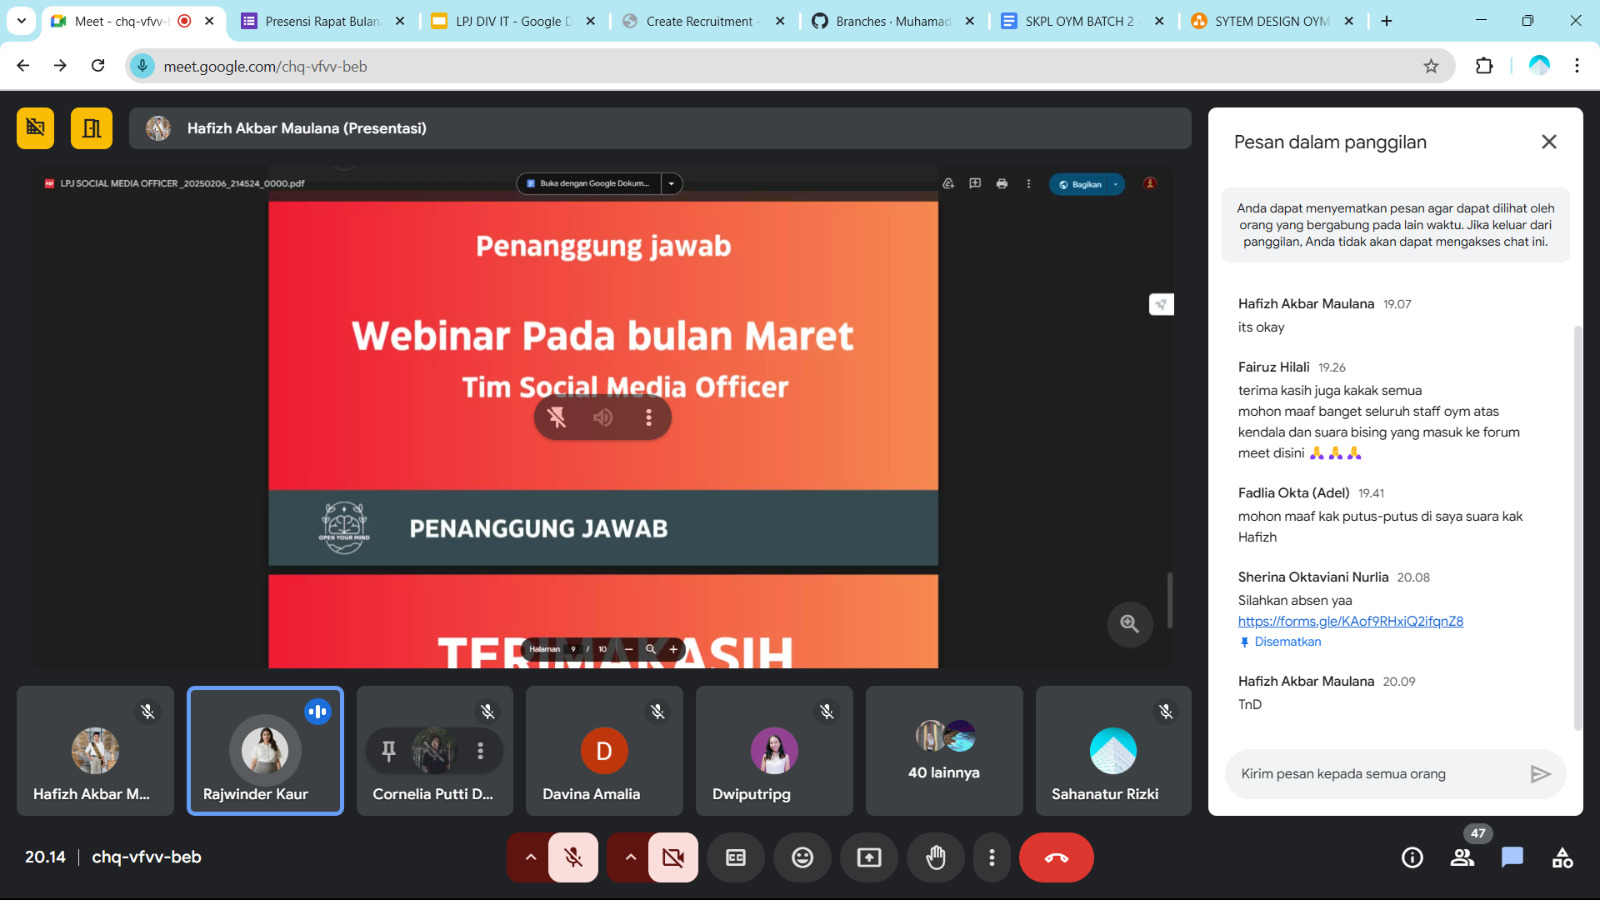 Meet - chq-vfvv-
Presensi Rapat Bulan
LPJ DIV IT - Google D
Create Recruitment -
Branches · Muhamad
SKPL OYM BATCH 2 -
SYTEM DESIGN OYM
meet.google.com/chq-vfvv-beb
Hafizh Akbar Maulana (Presentasi)
LPJ SOCIAL MEDIA OFFICER _20250206_214524_0000.pdf
Buka dengan Google Dokum...
Bagikan
Penanggung jawab
Webinar Pada bulan Maret
Tim Social Media Officer
OPEN YOUR MIND
PENANGGUNG JAWAB
TERIMAKASIH
Halaman 9 / 10
Hafizh Akbar M...
Rajwinder Kaur
Cornelia Putti D...
D
Davina Amalia
Dwiputripg
40 lainnya
Sahanatur Rizki
20.14 | chq-vfvv-beb
47
Pesan dalam panggilan
Anda dapat menyematkan pesan agar dapat dilihat oleh
orang yang bergabung pada lain waktu. Jika keluar dari
panggilan, Anda tidak akan dapat mengakses chat ini.
Hafizh Akbar Maulana 19.07
its okay
Fairuz Hilali 19.26
terima kasih juga kakak semua
mohon maaf banget seluruh staff oym atas
kendala dan suara bising yang masuk ke forum
meet disini 🙏🙏🙏
Fadlia Okta (Adel) 19.41
mohon maaf kak putus-putus di saya suara kak
Hafizh
Sherina Oktaviani Nurlia 20.08
Silahkan absen yaa
https://forms.gle/KAof9RHxiQ2ifqnZ8
Disematkan
Hafizh Akbar Maulana 20.09
TnD
Kirim pesan kepada semua orang